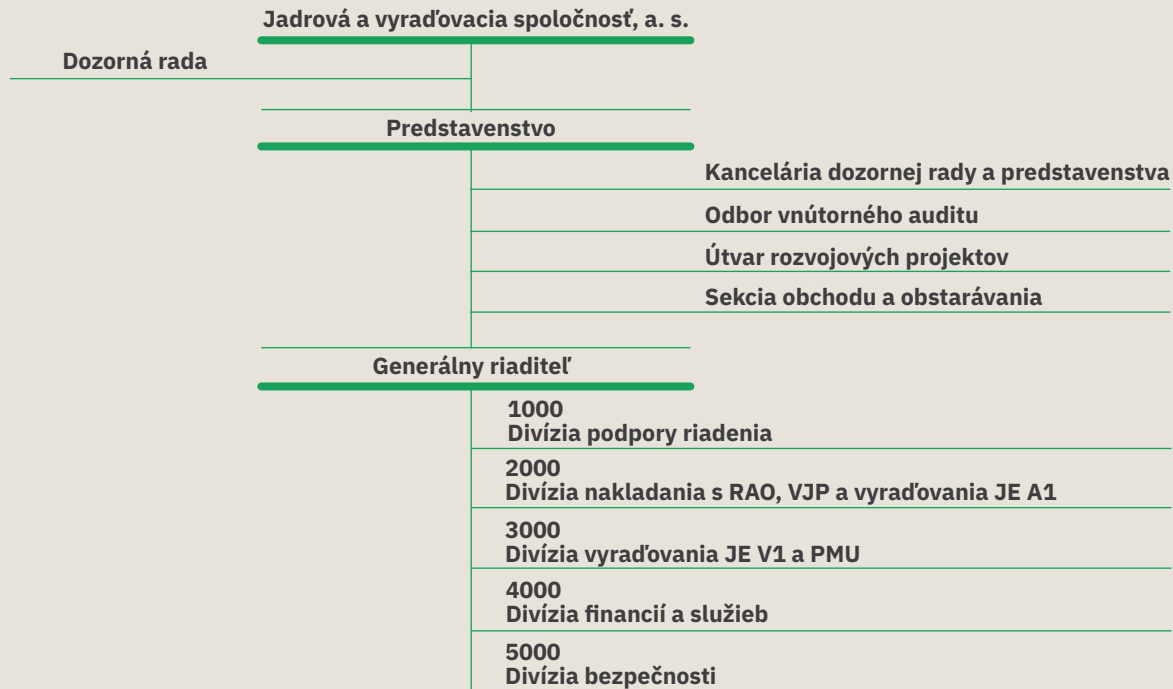 Jadrová a vyraďovacia spoločnosť, a. s.
Dozorná rada
Predstavenstvo
Kancelária dozornej rady a predstavenstva
Odbor vnútorného auditu
Útvar rozvojových projektov
Sekcia obchodu a obstarávania
Generálny riaditeľ
1000
Divízia podpory riadenia
2000
Divízia nakladania s RAO, VJP a vyraďovania JE A1
3000
Divízia vyraďovania JE V1 a PMU
4000
Divízia financií a služieb
5000
Divízia bezpečnosti